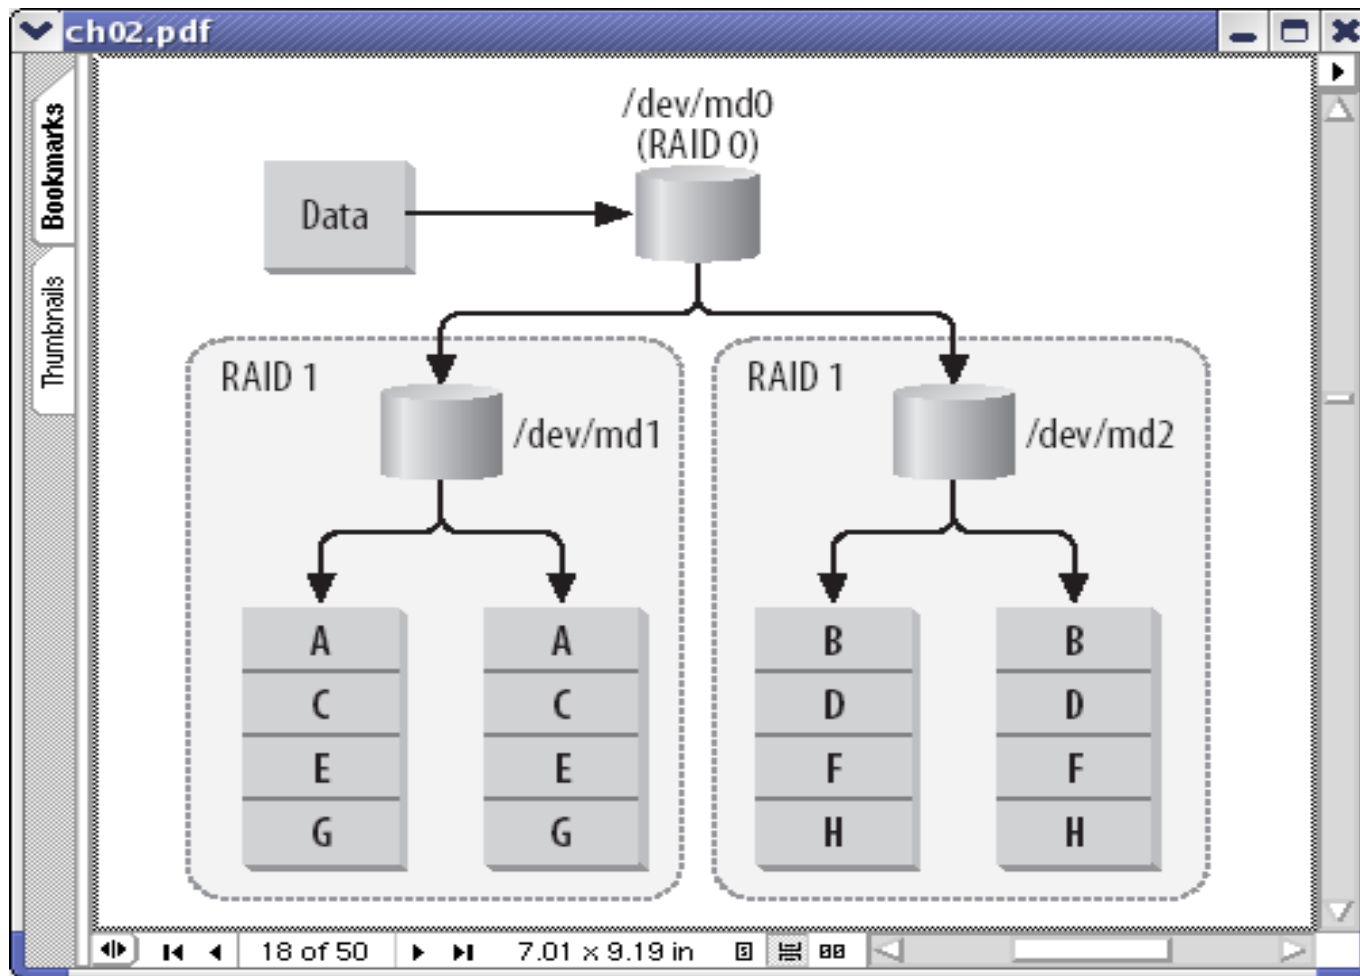 ch02.pdf
Bookmarks
Thumbnails
/dev/md0
(RAID 0)
Data
RAID 1
/dev/md1
A
C
E
G
A
C
E
G
RAID 1
/dev/md2
B
D
F
H
B
D
F
H
18 of 50
7.01 x 9.19 in